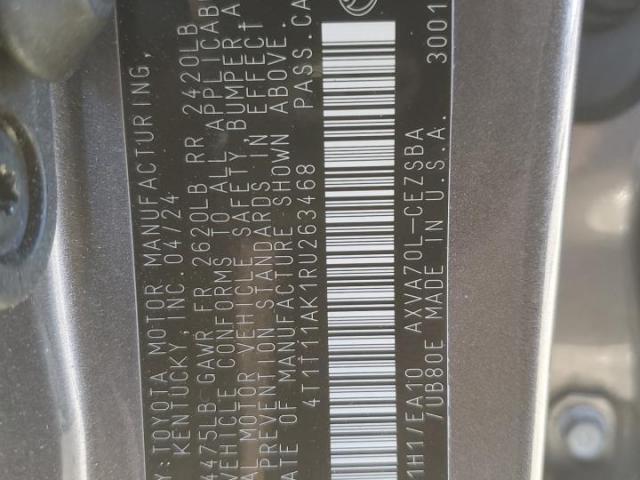 Y:TOYOTA MOTOR MANUFACTURING,
KENTUCKY, INC. 04/24
4475LB GAWR FR 2620LB RR 2420LB
VEHICLE CONFORMS TO ALL APPLICAB
AL MOTOR VEHICLE SAFETY, BUMPER A
PREVENTION STANDARDS IN EFFECT
ATE OF MANUFACTURE SHOWN ABOVE.
4T1T11AK1RU263468 PASS.CA
1H1/EA10 AXVA70L-CEZSBA
7UB80E MADE IN U.S.A. 3001